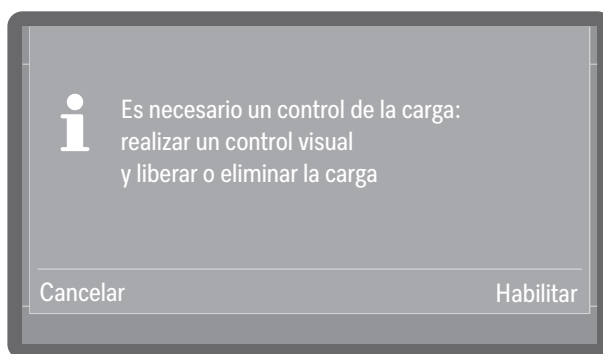 Es necesario un control de la carga:
realizar un control visual
y liberar o eliminar la carga
Cancelar Habilitar